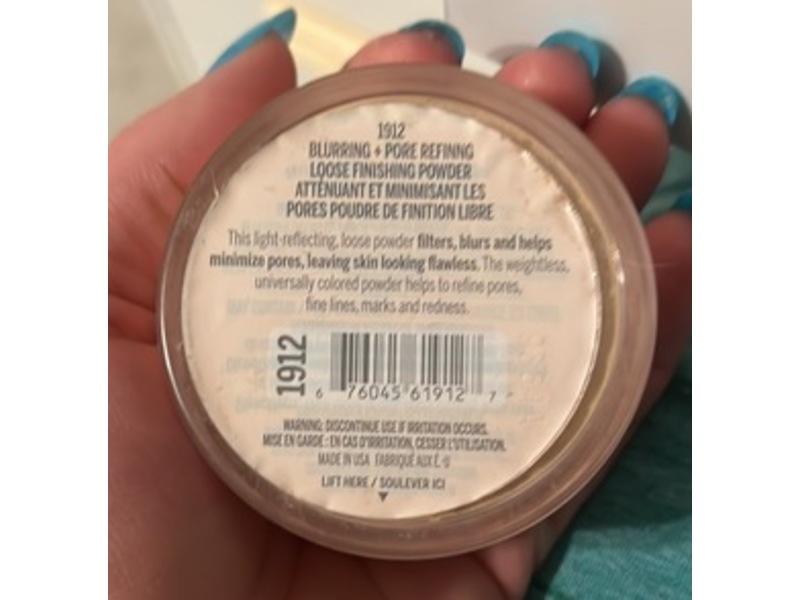 1912
BLURRING + PORE REFINNG
LOOSE FINISHING POWDER
ATTÉNUANT ET MINIMISANT LES
PORES POUDRE DE FINITION LIBRE
This light-reflecting, loose powder filters, blurs and helps
minimize pores, leaving skin looking flawless. The weightless,
universally colored powder helps to refine pores,
fine lines, marks and redness.
1912
6 76045 61912 7
WARNING: DISCONTINUE USE IF IRRITATION OCCURS.
MISE EN GARDE : EN CAS D'IRRITATION, CESSER L'UTILISATION.
MADE IN USA FABRIQUÉ AUX É.-U
LIFT HERE / SOULEVER ICI